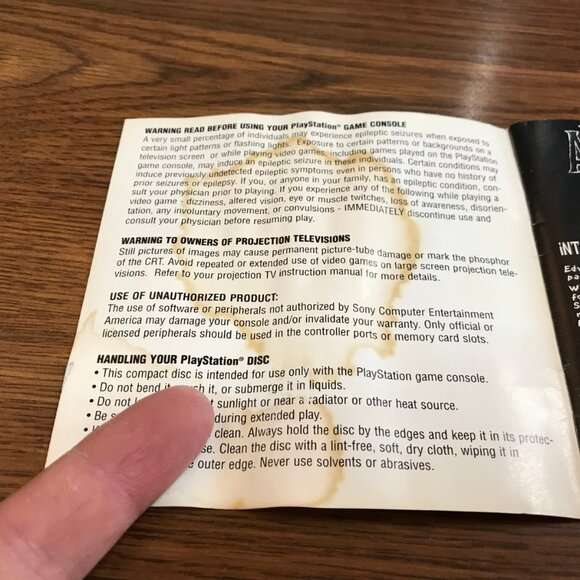 WARNING READ BEFORE USING YOUR PlayStation® GAME CONSOLE
A very small percentage of individuals may experience epileptic seizures when exposed to
certain light patterns or flashing lights. Exposure to certain patterns or backgrounds on a
television screen or while playing video games, including games played on the PlayStation
game console, may induce an epileptic seizure in these individuals. Certain conditions may
induce previously undetected epileptic symptoms even in persons who have no history of
prior seizures or epilepsy. If you, or anyone in your family, has an epileptic condition, con-
sult your physician prior to playing. If you experience any of the following while playing a
video game - dizziness, altered vision, eye or muscle twitches, loss of awareness, disorien-
tation, any involuntary movement, or convulsions - IMMEDIATELY discontinue use and
consult your physician before resuming play.
WARNING TO OWNERS OF PROJECTION TELEVISIONS
Still pictures of images may cause permanent picture-tube damage or mark the phosphor
of the CRT. Avoid repeated or extended use of video games on large screen projection tele-
visions. Refer to your projection TV instruction manual for more details.
USE OF UNAUTHORIZED PRODUCT:
The use of software or peripherals not authorized by Sony Computer Entertainment
America may damage your console and/or invalidate your warranty. Only official or
licensed peripherals should be used in the controller ports or memory card slots.
HANDLING YOUR PlayStation® DISC
• This compact disc is intended for use only with the PlayStation game console.
• Do not bend it, it, or submerge it in liquids.
• Do not sunlight or near a radiator or other heat source.
• Be during extended play.
• clean. Always hold the disc by the edges and keep it in its protec-
Clean the disc with a lint-free, soft, dry cloth, wiping it in
outer edge. Never use solvents or abrasives.
iNT